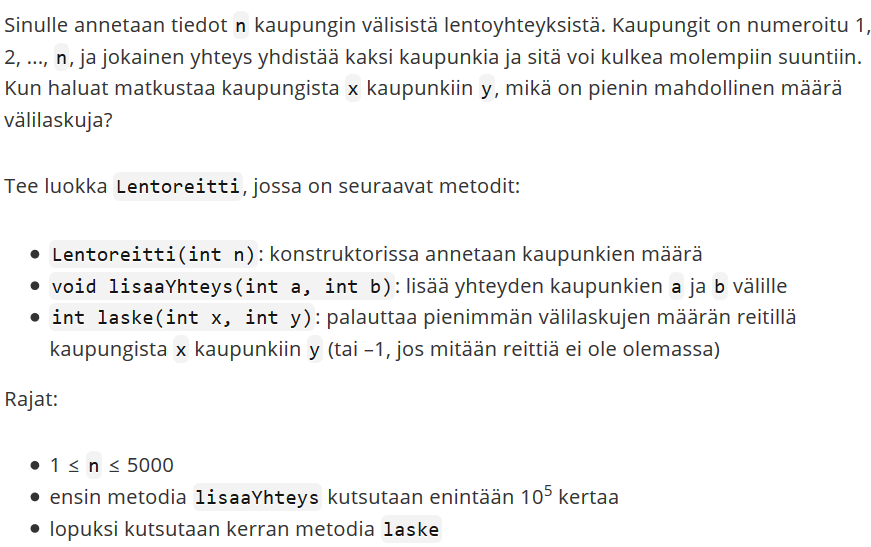 Sinulle annetaan tiedot n kaupungin välisistä lentoyhteyksistä. Kaupungit on numeroitu 1,
2, ..., n, ja jokainen yhteys yhdistää kaksi kaupunkia ja sitä voi kulkea molempiin suuntiin.
Kun haluat matkustaa kaupungista x kaupunkiin y, mikä on pienin mahdollinen määrä
välilaskuja?
Tee luokka Lentoreitti, jossa on seuraavat metodit:
• Lentoreitti(int n): konstruktorissa annetaan kaupunkien määrä
• void lisaaYhteys(int a, int b): lisää yhteyden kaupunkien a ja b välille
• int laske(int x, int y): palauttaa pienimmän välilaskujen määrän reitillä
kaupungista x kaupunkiin y (tai –1, jos mitään reittiä ei ole olemassa)
Rajat:
• 1 ≤ n ≤ 5000
• ensin metodia lisaaYhteys kutsutaan enintään 10⁵ kertaa
• lopuksi kutsutaan kerran metodia laske